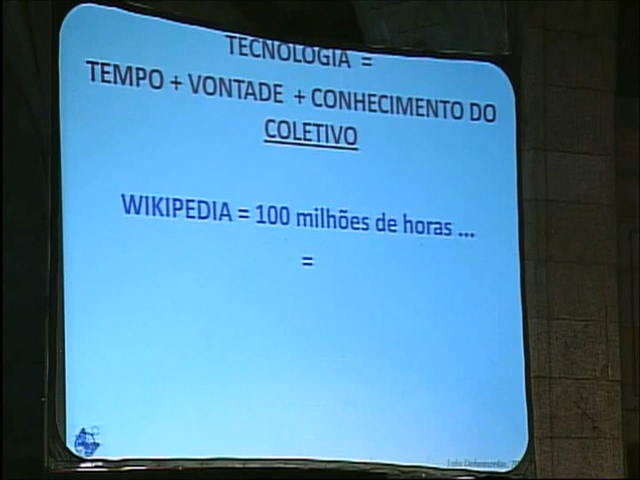 TECNOLOGIA =
TEMPO + VONTADE + CONHECIMENTO DO
COLETIVO
WIKIPEDIA = 100 milhões de horas ...
=